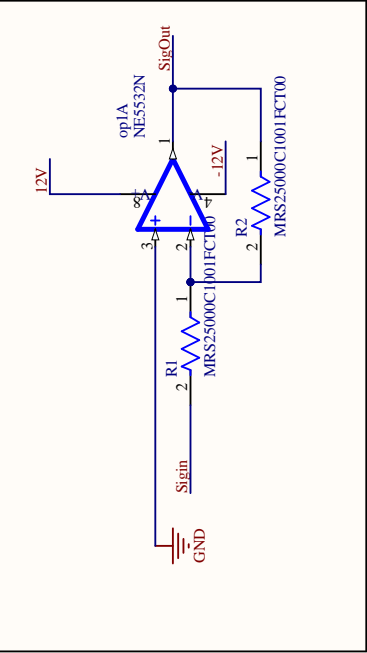 SigOut
op1A
NE5532N
1
12V
8
V+
-12V
V-
4
3
2
1
R2
MRS25000C1001FCT00
2
1
R1
MRS25000C1001FCT00
2
Sigin
GND